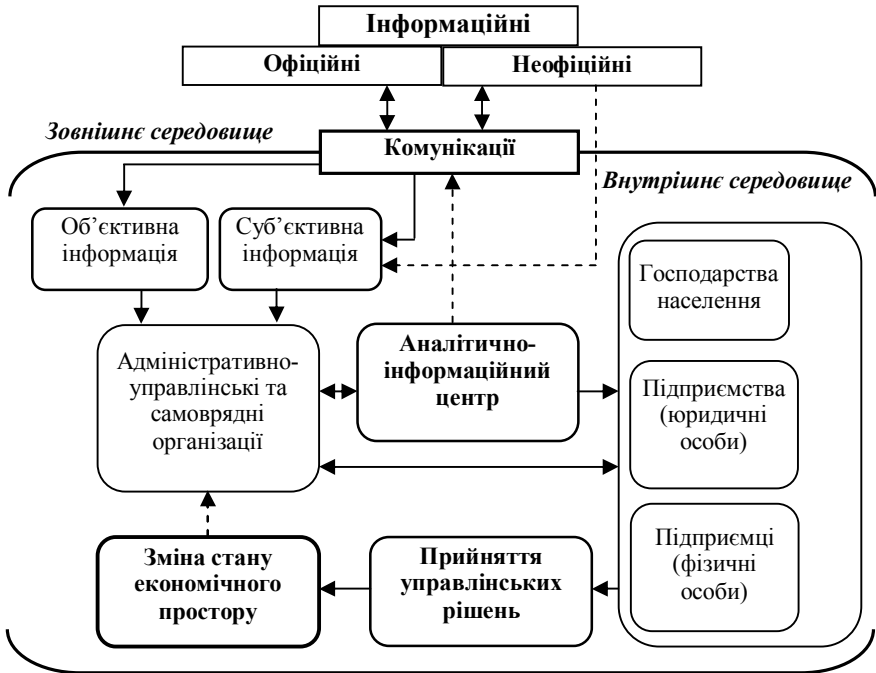 Інформаційні
Офіційні
Неофіційні
Зовнішнє середовище
Комунікації
Внутрішнє середовище
Об’єктивна
інформація
Суб’єктивна
інформація
Господарства
населення
Адміністративно-
управлінські та
самоврядні
організації
Аналітично-
інформаційний
центр
Підприємства
(юридичні
особи)
Зміна стану
економічного
простору
Прийняття
управлінських
рішень
Підприємці
(фізичні
особи)